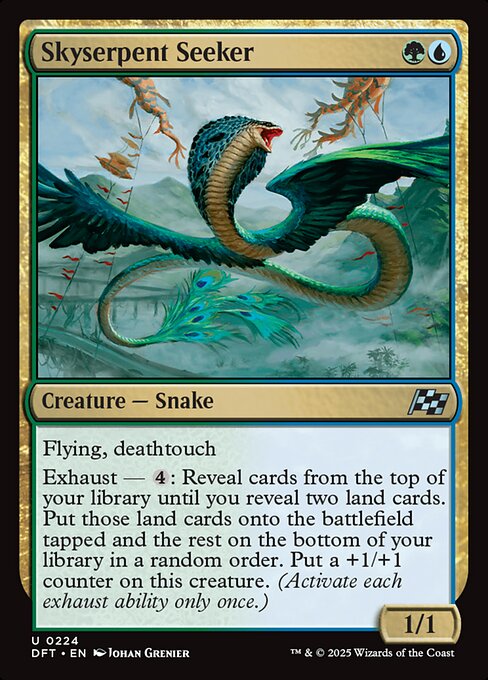 Skyserpent Seeker
Creature — Snake
Flying, deathtouch
Exhaust — 4: Reveal cards from the top of
your library until you reveal two land cards.
Put those land cards onto the battlefield
tapped and the rest on the bottom of your
library in a random order. Put a +1/+1
counter on this creature. (Activate each
exhaust ability only once.)
1/1
U 0224
DFT • EN Johan Grenier
™ & © 2025 Wizards of the Coast